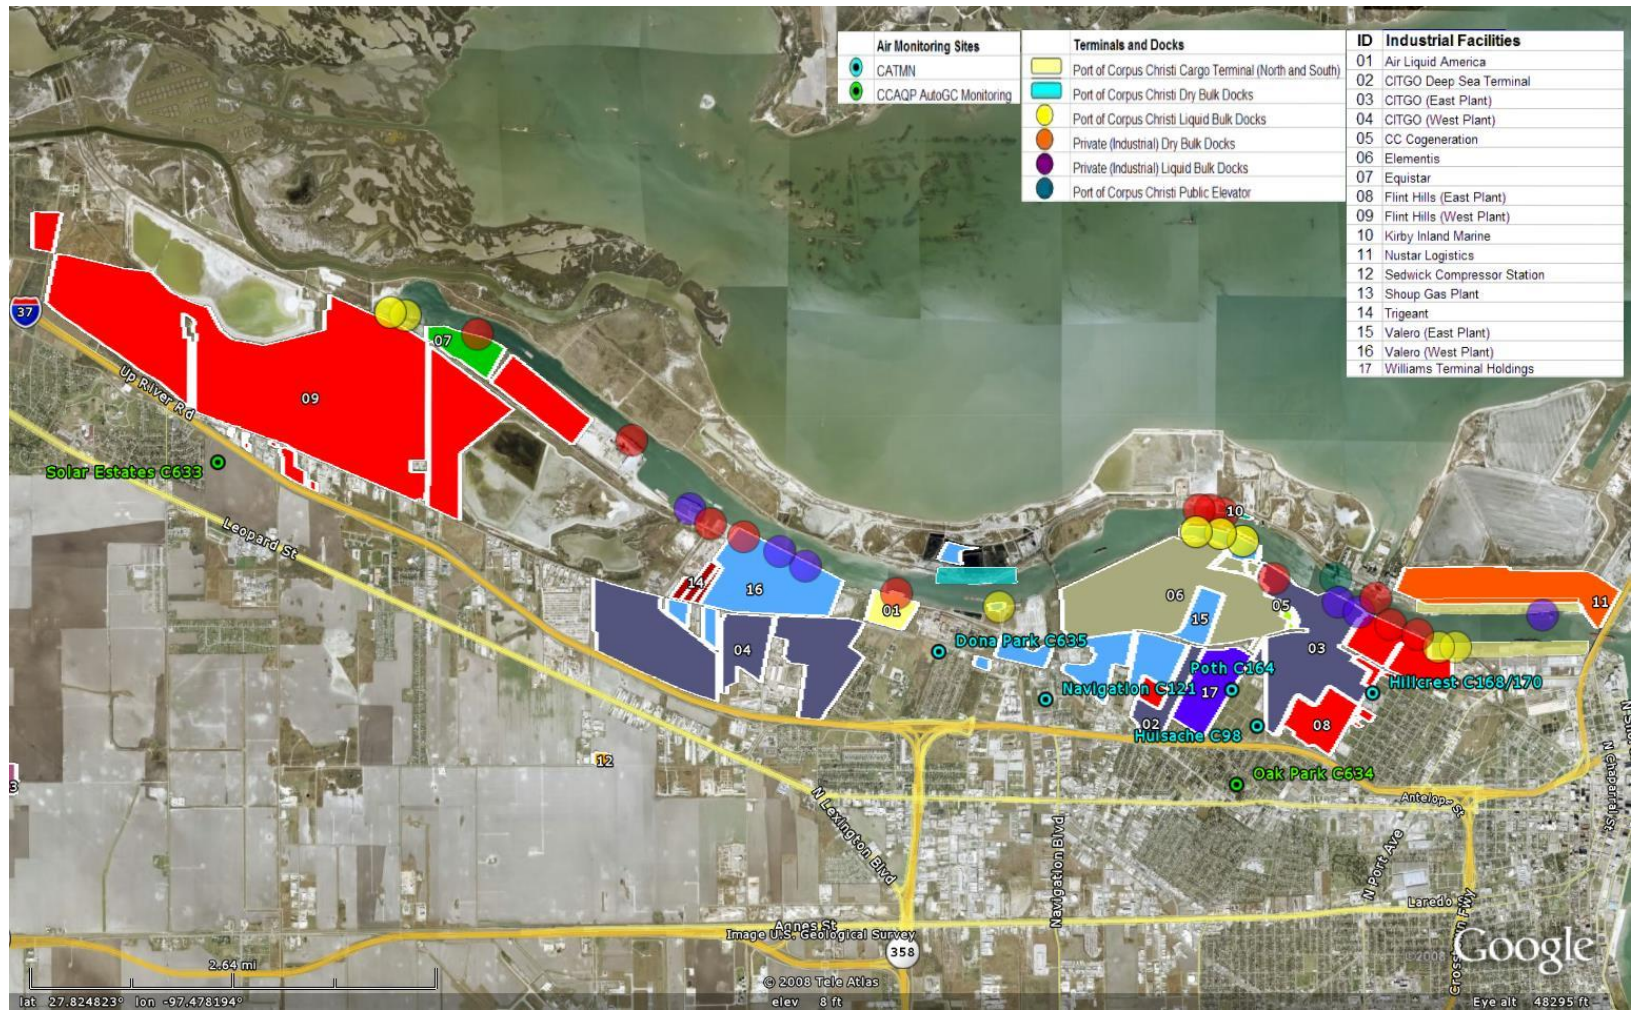 Air Monitoring Sites
CATMN
CCAQP AutoGC Monitoring
Terminals and Docks
Port of Corpus Christi Cargo Terminal (North and South)
Port of Corpus Christi Dry Bulk Docks
Port of Corpus Christi Liquid Bulk Docks
Private (Industrial) Dry Bulk Docks
Private (Industrial) Liquid Bulk Docks
Port of Corpus Christi Public Elevator
ID Industrial Facilities
01 Air Liquid America
02 CITGO Deep Sea Terminal
03 CITGO (East Plant)
04 CITGO (West Plant)
05 CC Cogeneration
06 Elementis
07 Equistar
08 Flint Hills (East Plant)
09 Flint Hills (West Plant)
10 Kirby Inland Marine
11 Nustar Logistics
12 Sedwick Compressor Station
13 Shoup Gas Plant
14 Trigeant
15 Valero (East Plant)
16 Valero (West Plant)
17 Williams Terminal Holdings
37
07
09
Up River Rd
Solar Estates C633
Leopard St
10
14
16
01
06
15
05
11
04
Dona Park C635
03
Poth C164
Navigation C121
17
Hillcrest C168/170
02
08
Huisache C98
12
3
Oak Park C634
N Lexington Blvd
Navigation Blvd
Antelope St
N Port Ave
N Chaparral St
Laredo
Agnes St
Image U.S. Geological Survey
358
Google
2.64 mi
© 2008 Tele Atlas
lat 27.824823° lon -97.478194°
elev 8 ft
Eye alt 48295 ft